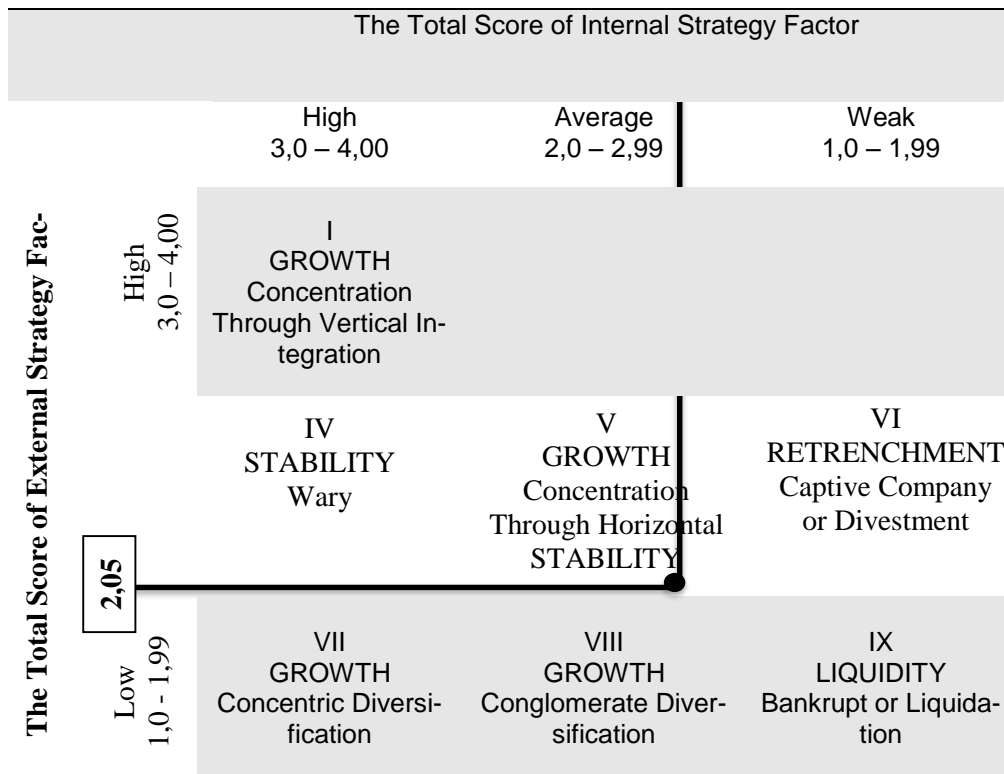 The Total Score of Internal Strategy Factor
High
3,0 – 4,00
Average
2,0 – 2,99
Weak
1,0 – 1,99
The Total Score of External Strategy Fac-
High
3,0 – 4,00
I
GROWTH
Concentration
Through Vertical In-
tegration
IV
STABILITY
Wary
V
GROWTH
Concentration
Through Horizontal
STABILITY
VI
RETRENCHMENT
Captive Company
or Divestment
2,05
Low
1,0 - 1,99
VII
GROWTH
Concentric Diversi-
fication
VIII
GROWTH
Conglomerate Diver-
sification
IX
LIQUIDITY
Bankrupt or Liquida-
tion